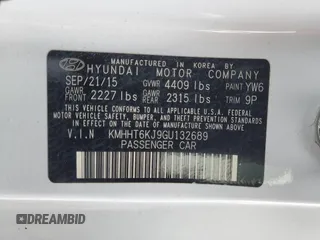 MANUFACTURED IN KOREA BY
HYUNDAI MOTOR COMPANY
SEP/21/15 GVWR 4409 lbs PAINT YW6
GAWR FRONT 2227 lbs GAWR REAR 2315 lbs TRIM 9P
THIS VEHICLE CONFORMS TO ALL APPLICABLE U.S. FEDERAL MOTOR VEHICLE SAFETY, BUMPER, AND THEFT PREVENTION STANDARDS IN EFFECT ON THE DATE OF MANUFACTURE SHOWN ABOVE.
V.I.N KMHHT6KJ9GU132689
PASSENGER CAR
DREAMBID